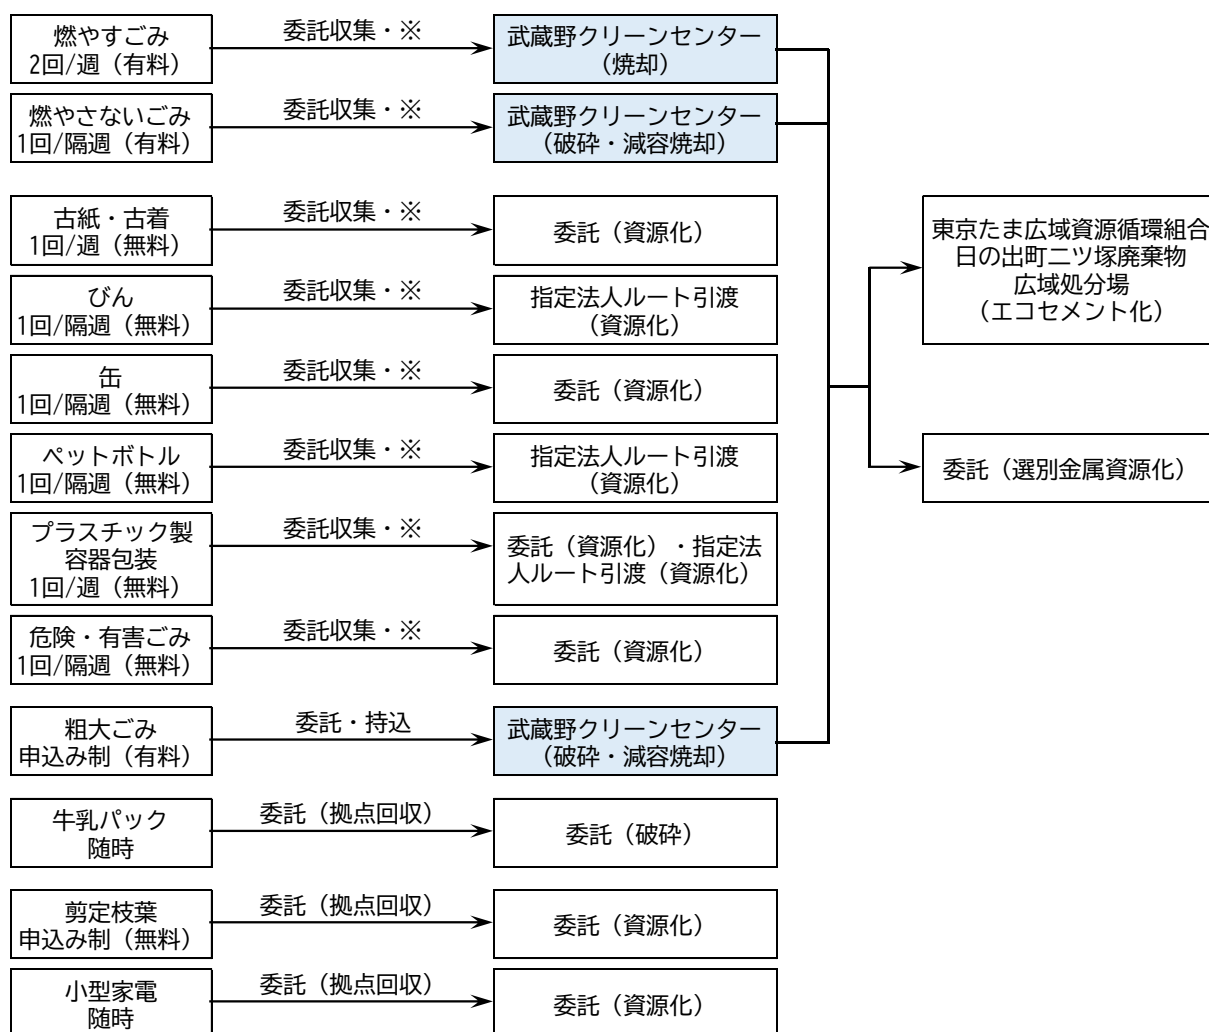 燃やすごみ
2回/週（有料）
委託収集・※
武蔵野クリーンセンター
（焼却）
燃やさないごみ
1回/隔週（有料）
委託収集・※
武蔵野クリーンセンター
（破砕・減容焼却）
古紙・古着
1回/週（無料）
委託収集・※
委託（資源化）
びん
1回/隔週（無料）
委託収集・※
指定法人ルート引渡
（資源化）
缶
1回/隔週（無料）
委託収集・※
委託（資源化）
ペットボトル
1回/隔週（無料）
委託収集・※
指定法人ルート引渡
（資源化）
プラスチック製
容器包装
1回/週（無料）
委託収集・※
委託（資源化）・指定法
人ルート引渡（資源化）
危険・有害ごみ
1回/隔週（無料）
委託収集・※
委託（資源化）
粗大ごみ
申込み制（有料）
委託・持込
武蔵野クリーンセンター
（破砕・減容焼却）
牛乳パック
随時
委託（拠点回収）
委託（破砕）
剪定枝葉
申込み制（無料）
委託（拠点回収）
委託（資源化）
小型家電
随時
委託（拠点回収）
委託（資源化）
東京たま広域資源循環組合
日の出町二ツ塚廃棄物
広域処分場
（エコセメント化）
委託（選別金属資源化）